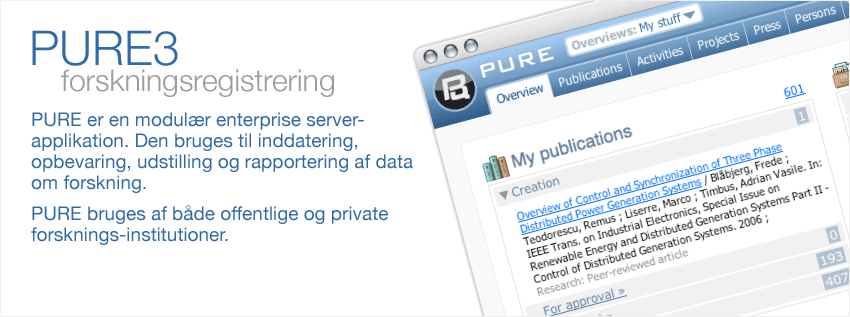 PURE3
forskningsregistrering
PURE er en modulær enterprise server-
applikation. Den bruges til inddatering,
opbevaring, udstilling og rapportering af data
om forskning.
PURE bruges af både offentlige og private
forsknings-institutioner.
PURE
Overviews: My stuff
Overview Publications Activities Projects Press Persons
601
My publications
Creation 1
Overview of Control and Synchronization of Three Phase
Distributed Power Generation Systems / Blåbjerg, Frede ;
Teodorescu, Remus ; Liserre, Marco ; Timbus, Adrian Vasile. In:
IEEE Trans. on Industrial Electronics, Special Issue on
Renewable Energy and Distributed Generation Systems Part II -
Control of Distributed Generation Systems. 2006 ;
Research: Peer-reviewed article
0
For approval » 193
407